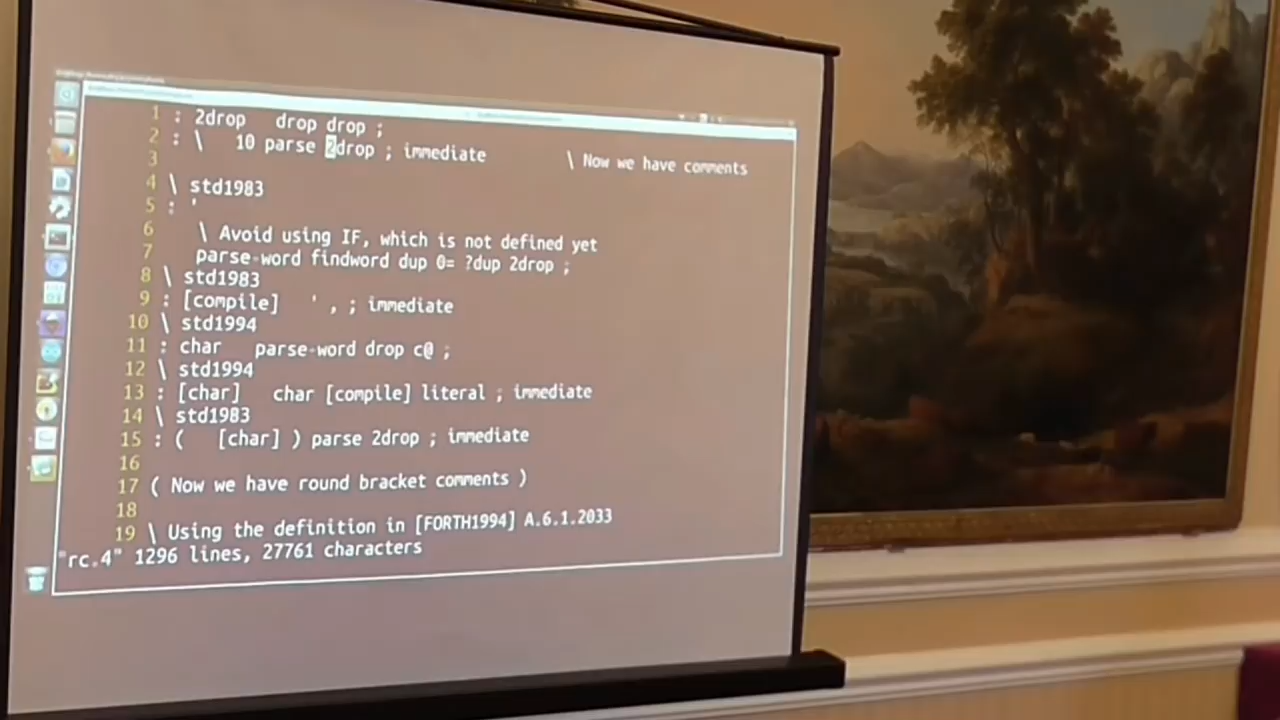 1 : 2drop drop drop ;
2 : \ 10 parse 2drop ; immediate \ Now we have comments
3
4 \ std1983
5 : '
6 \ Avoid using IF, which is not defined yet
7 parse-word findword dup 0= ?dup 2drop ;
8 \ std1983
9 : [compile] ' , ; immediate
10 \ std1994
11 : char parse-word drop c@ ;
12 \ std1994
13 : [char] char [compile] literal ; immediate
14 \ std1983
15 : ( [char] ) parse 2drop ; immediate
16
17 ( Now we have round bracket comments )
18
19 \ Using the definition in [FORTH1994] A.6.1.2033
"rc.4" 1296 lines, 27761 characters